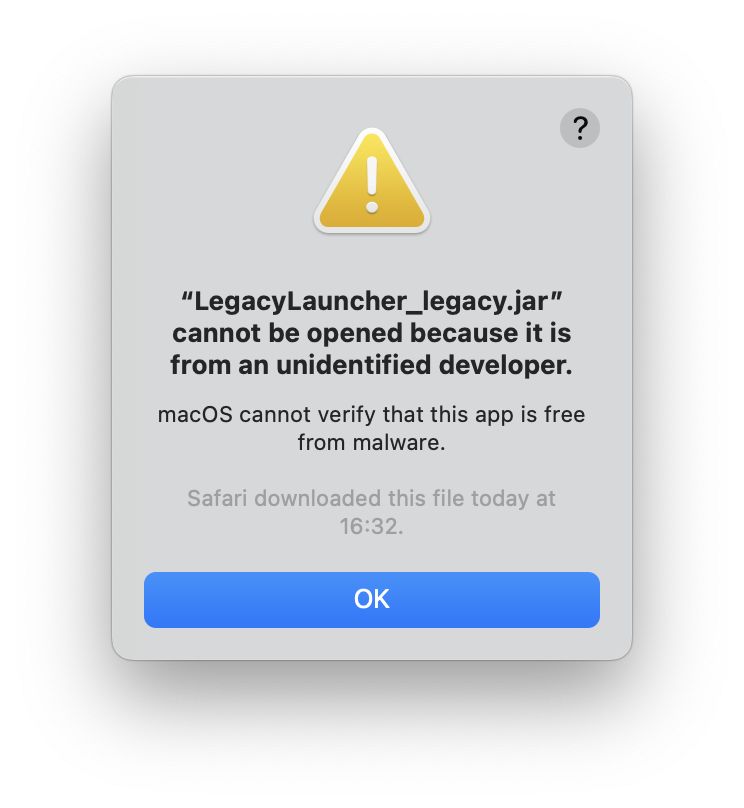 ?
“LegacyLauncher_legacy.jar”
cannot be opened because it is
from an unidentified developer.
macOS cannot verify that this app is free
from malware.
Safari downloaded this file today at
16:32.
OK